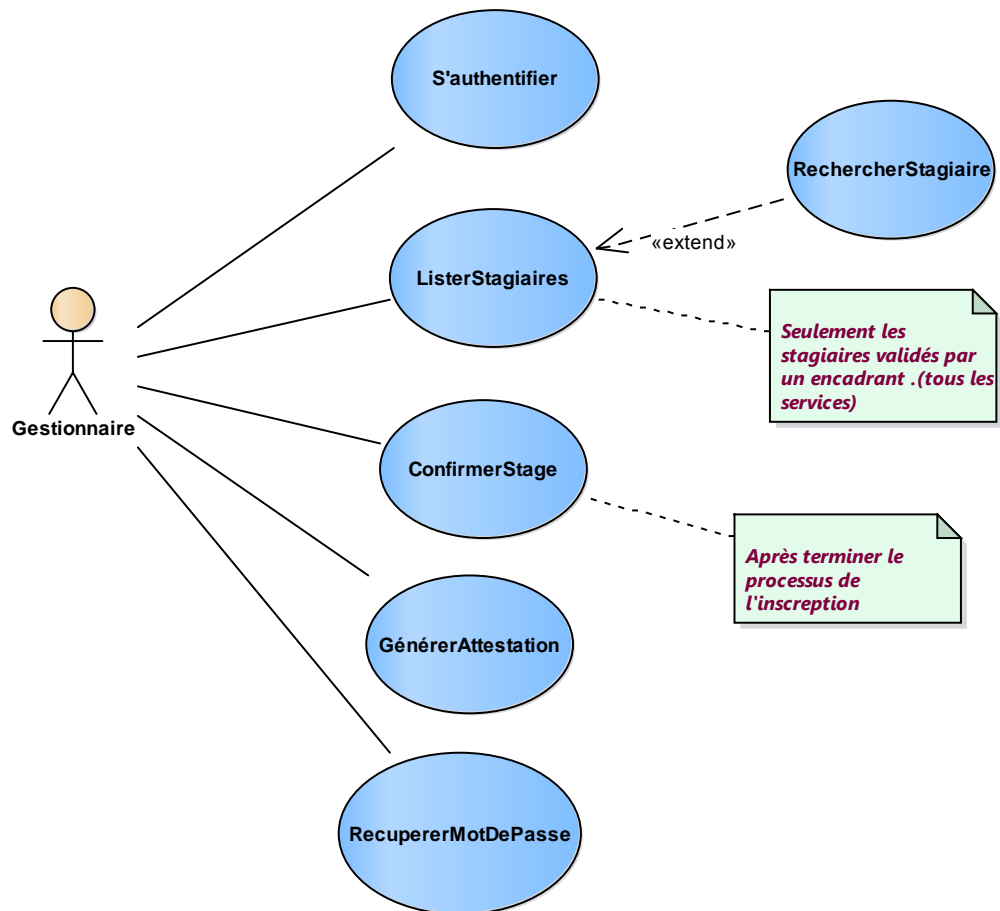 S'authentifier
RechercherStagiaire
«extend»
ListerStagiaires
Seulement les
stagiaires validés par
un encadrant .(tous les
services)
Gestionnaire
ConfirmerStage
Après terminer le
processus de
l'inscreption
GénérerAttestation
RecupererMotDePasse